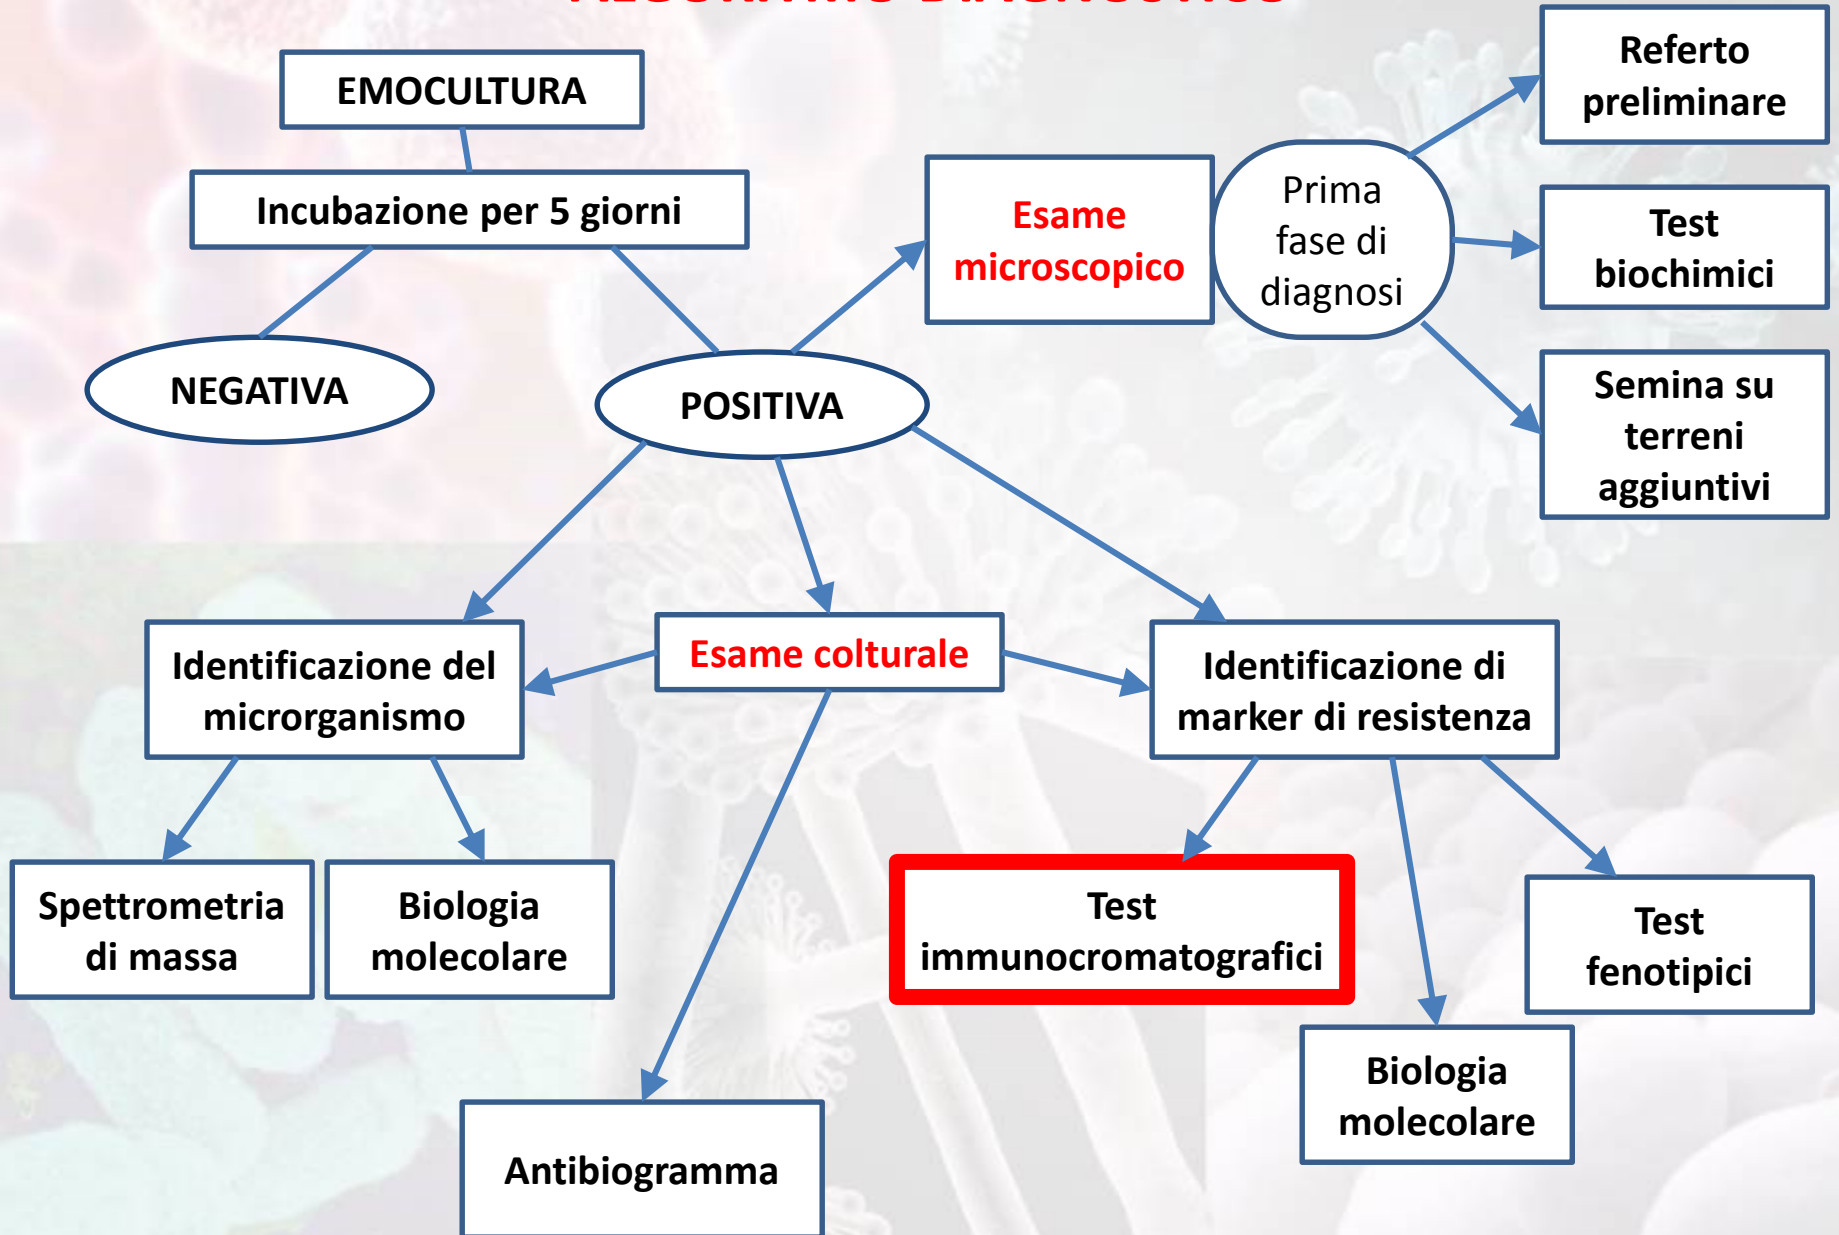 ALGORITMO DIAGNOSTICO
EMOCULTURA
Incubazione per 5 giorni
NEGATIVA
POSITIVA
Esame
microscopico
Prima
fase di
diagnosi
Referto
preliminare
Test
biochimici
Semina su
terreni
aggiuntivi
Identificazione del
microrganismo
Esame colturale
Identificazione di
marker di resistenza
Spettrometria
di massa
Biologia
molecolare
Test
immunocromatografici
Test
fenotipici
Biologia
molecolare
Antibiogramma